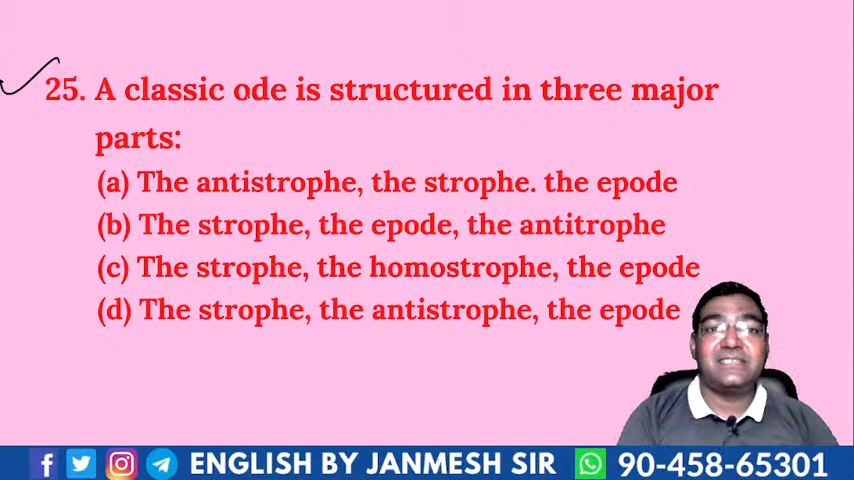 25. A classic ode is structured in three major
parts:
(a) The antistrophe, the strophe. the epode
(b) The strophe, the epode, the antitrophe
(c) The strophe, the homostrophe, the epode
(d) The strophe, the antistrophe, the epode
ENGLISH BY JANMESH SIR 90-458-65301